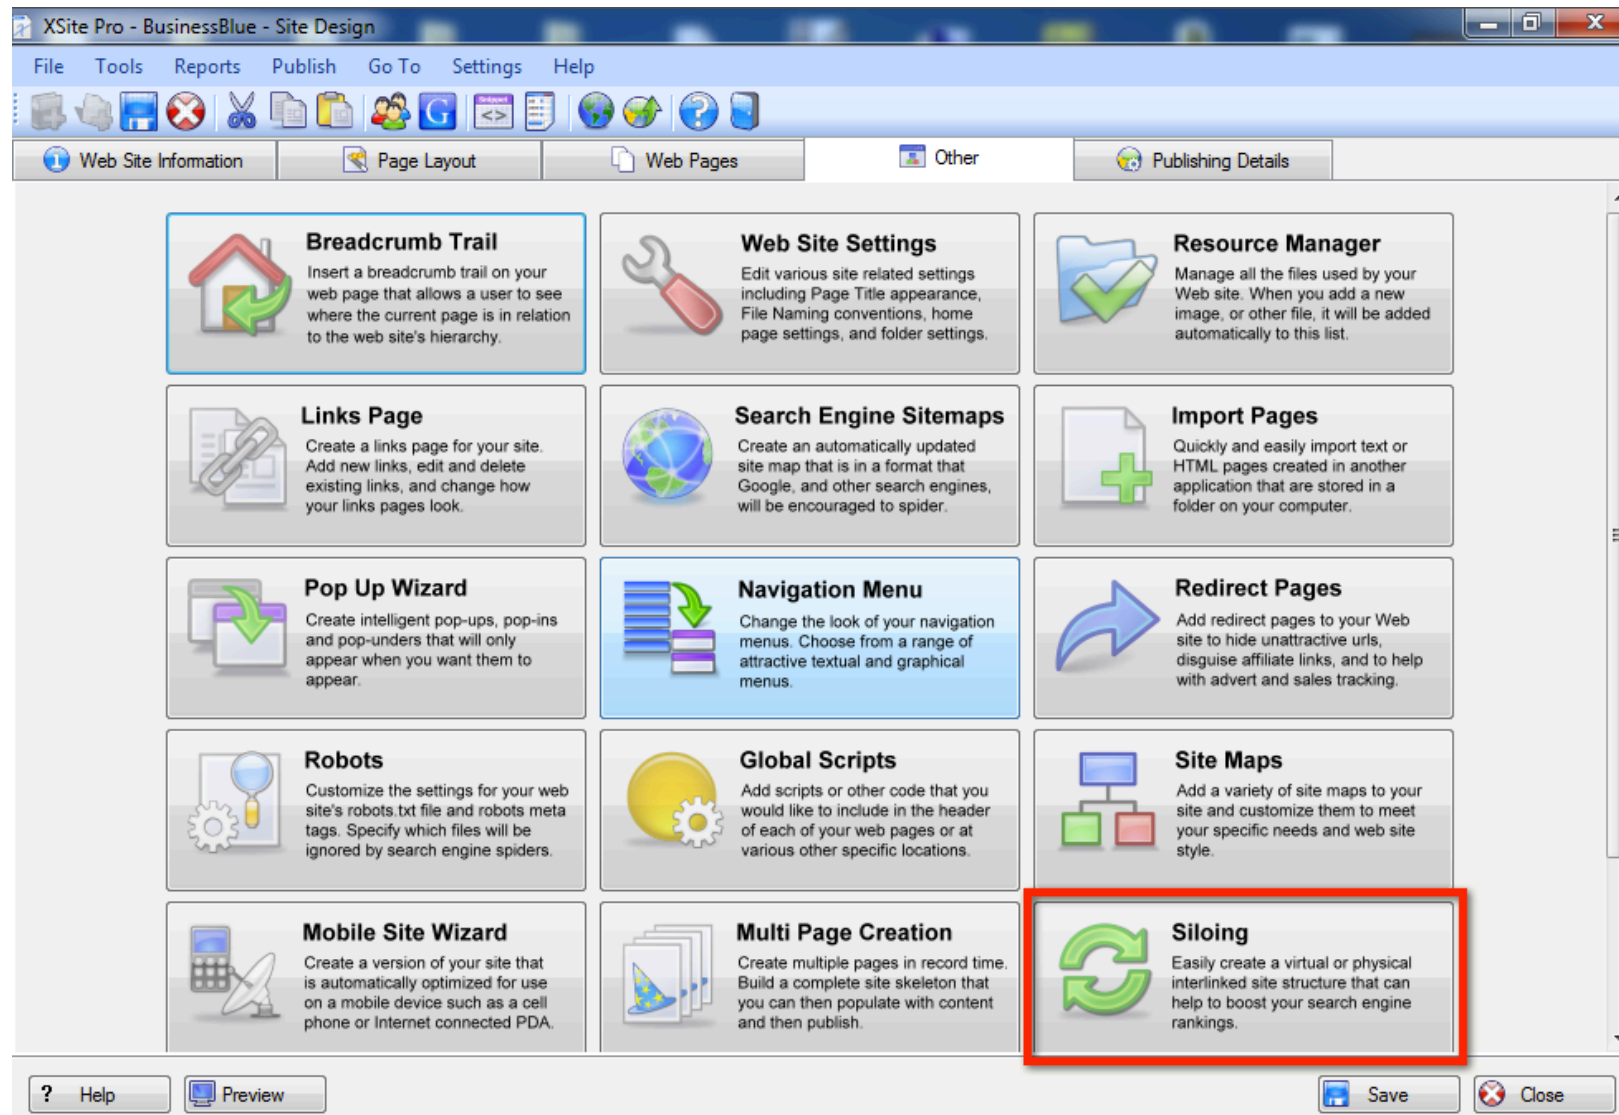 XSite Pro - BusinessBlue - Site Design
File Tools Reports Publish Go To Settings Help
G Snippet <> ?
Web Site Information Page Layout Web Pages Other Publishing Details
Breadcrumb Trail
Insert a breadcrumb trail on your
web page that allows a user to see
where the current page is in relation
to the web site's hierarchy.
Web Site Settings
Edit various site related settings
including Page Title appearance,
File Naming conventions, home
page settings, and folder settings.
Resource Manager
Manage all the files used by your
Web site. When you add a new
image, or other file, it will be added
automatically to this list.
Links Page
Create a links page for your site.
Add new links, edit and delete
existing links, and change how
your links pages look.
Search Engine Sitemaps
Create an automatically updated
site map that is in a format that
Google, and other search engines,
will be encouraged to spider.
Import Pages
Quickly and easily import text or
HTML pages created in another
application that are stored in a
folder on your computer.
Pop Up Wizard
Create intelligent pop-ups, pop-ins
and pop-unders that will only
appear when you want them to
appear.
Navigation Menu
Change the look of your navigation
menus. Choose from a range of
attractive textual and graphical
menus.
Redirect Pages
Add redirect pages to your Web
site to hide unattractive urls,
disguise affiliate links, and to help
with advert and sales tracking.
Robots
Customize the settings for your web
site's robots.txt file and robots meta
tags. Specify which files will be
ignored by search engine spiders.
Global Scripts
Add scripts or other code that you
would like to include in the header
of each of your web pages or at
various other specific locations.
Site Maps
Add a variety of site maps to your
site and customize them to meet
your specific needs and web site
style.
Mobile Site Wizard
Create a version of your site that
is automatically optimized for use
on a mobile device such as a cell
phone or Internet connected PDA.
Multi Page Creation
Create multiple pages in record time.
Build a complete site skeleton that
you can then populate with content
and then publish.
Siloing
Easily create a virtual or physical
interlinked site structure that can
help to boost your search engine
rankings.
? Help Preview Save Close